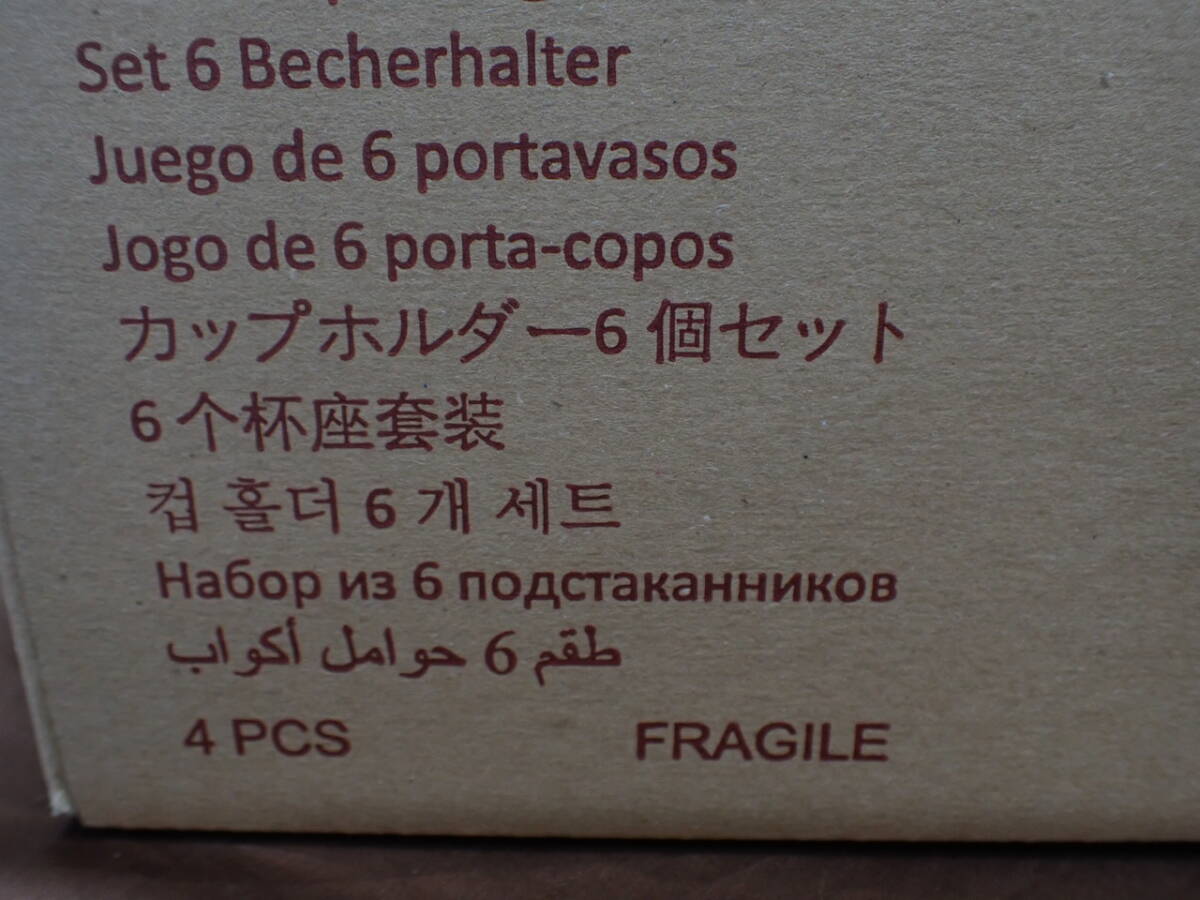 Set 6 Becherhalter
Juego de 6 portavasos
Jogo de 6 porta-copos
カップホルダー6 個セット
6 个杯座套装
컵 홀더 6 개 세트
Набор из 6 подстаканников
طقم 6 حوامل أكواب
4 PCS FRAGILE